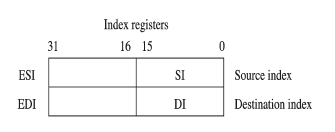 Index registers
31 16 15 0
ESI SI Source index
EDI DI Destination index